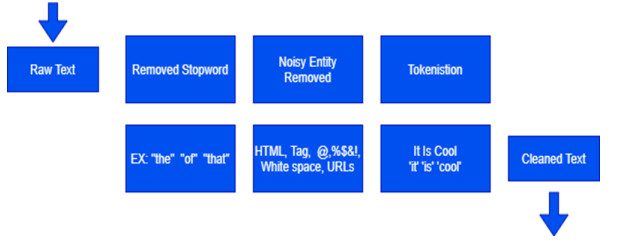 Raw Text
Removed Stopword
Noisy Entity
Removed
Tokenistion
EX: "the" "of" "that"
HTML, Tag, @,%$&!,
White space, URLs
It Is Cool
'it' 'is' 'cool'
Cleaned Text